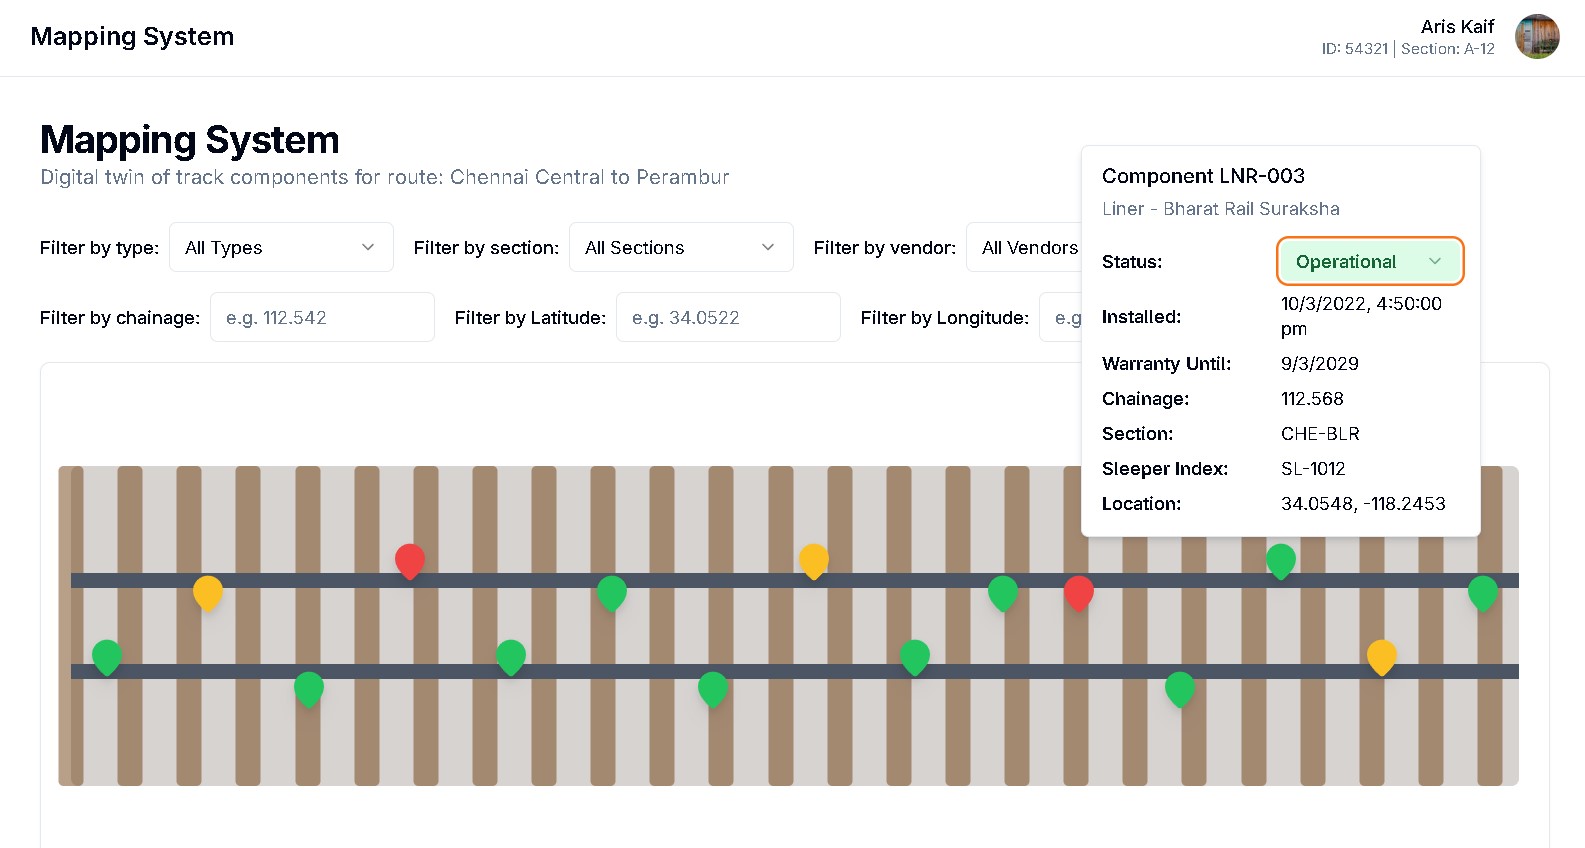 Mapping System
Aris Kaif
ID: 54321 | Section: A-12
Mapping System
Digital twin of track components for route: Chennai Central to Perambur
Filter by type:
All Types
Filter by section:
All Sections
Filter by vendor:
All Vendors
Filter by chainage:
e.g. 112.542
Filter by Latitude:
e.g. 34.0522
Filter by Longitude:
e.g
Component LNR-003
Liner - Bharat Rail Suraksha
Status:
Operational
Installed:
10/3/2022, 4:50:00
pm
Warranty Until:
9/3/2029
Chainage:
112.568
Section:
CHE-BLR
Sleeper Index:
SL-1012
Location:
34.0548, -118.2453